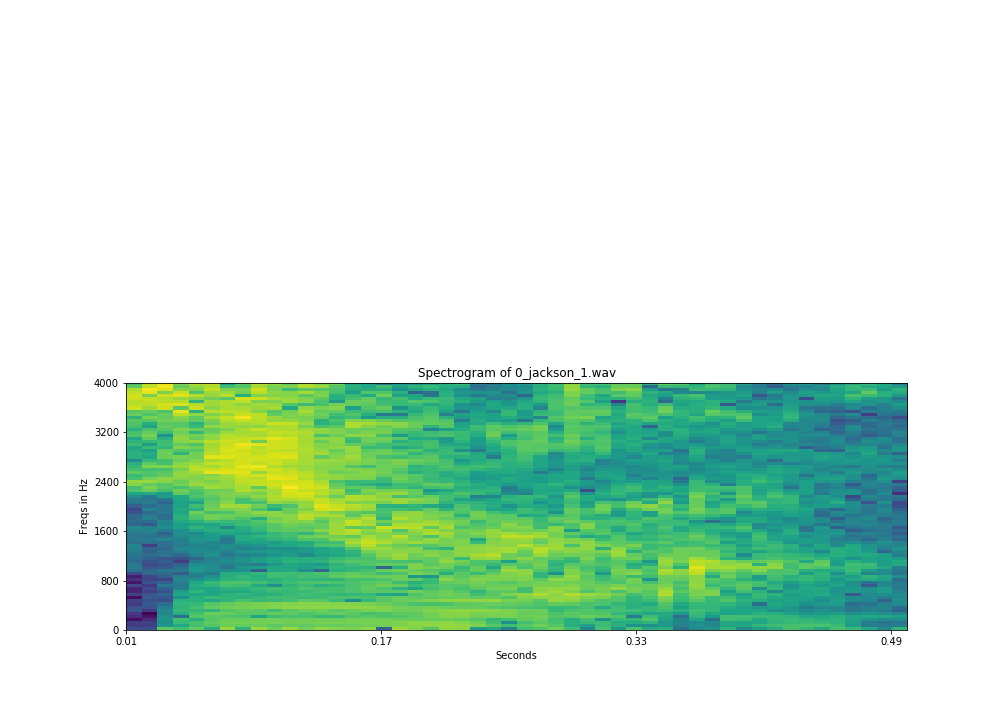 Spectrogram of 0_jackson_1.wav
Freqs in Hz
4000
3200
2400
1600
800
0
0.01 0.17 0.33 0.49
Seconds